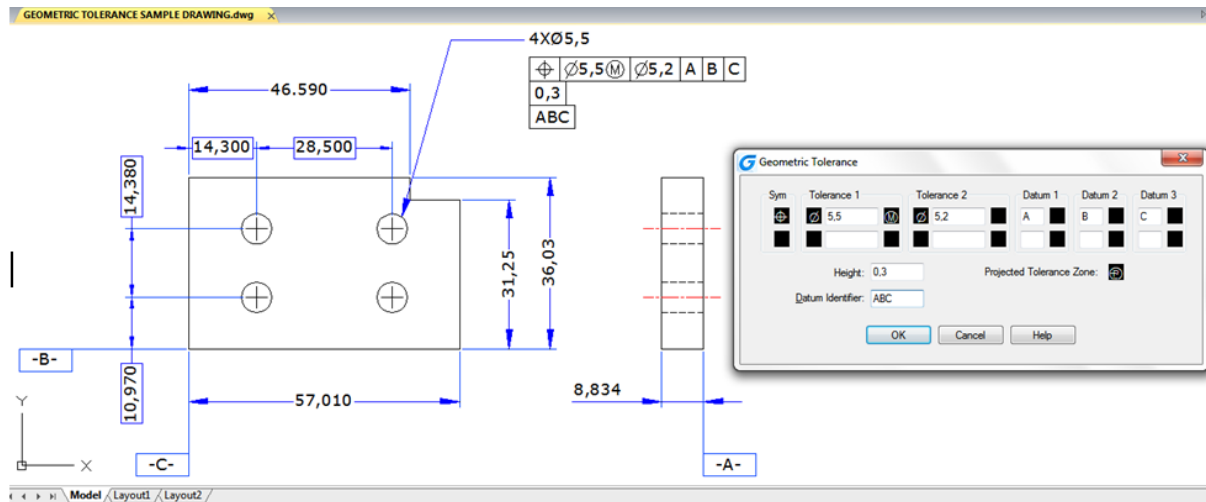 GEOMETRIC TOLERANCE SAMPLE DRAWING.dwg x
4XØ5,5
⌖ Ø5,5Ⓜ Ø5,2 A B C
0,3
ABC
46.590
14,300 28,500
14,380
31,25
36,03
10,970
57,010
8,834
-B-
-C-
-A-
Y
X
Geometric Tolerance
Sym Tolerance 1 Tolerance 2 Datum 1 Datum 2 Datum 3
⌖ Ø 5,5 Ⓜ Ø 5,2 A B C
Height: 0,3 Projected Tolerance Zone: Ⓟ
Datum Identifier: ABC
OK Cancel Help
Model Layout1 Layout2